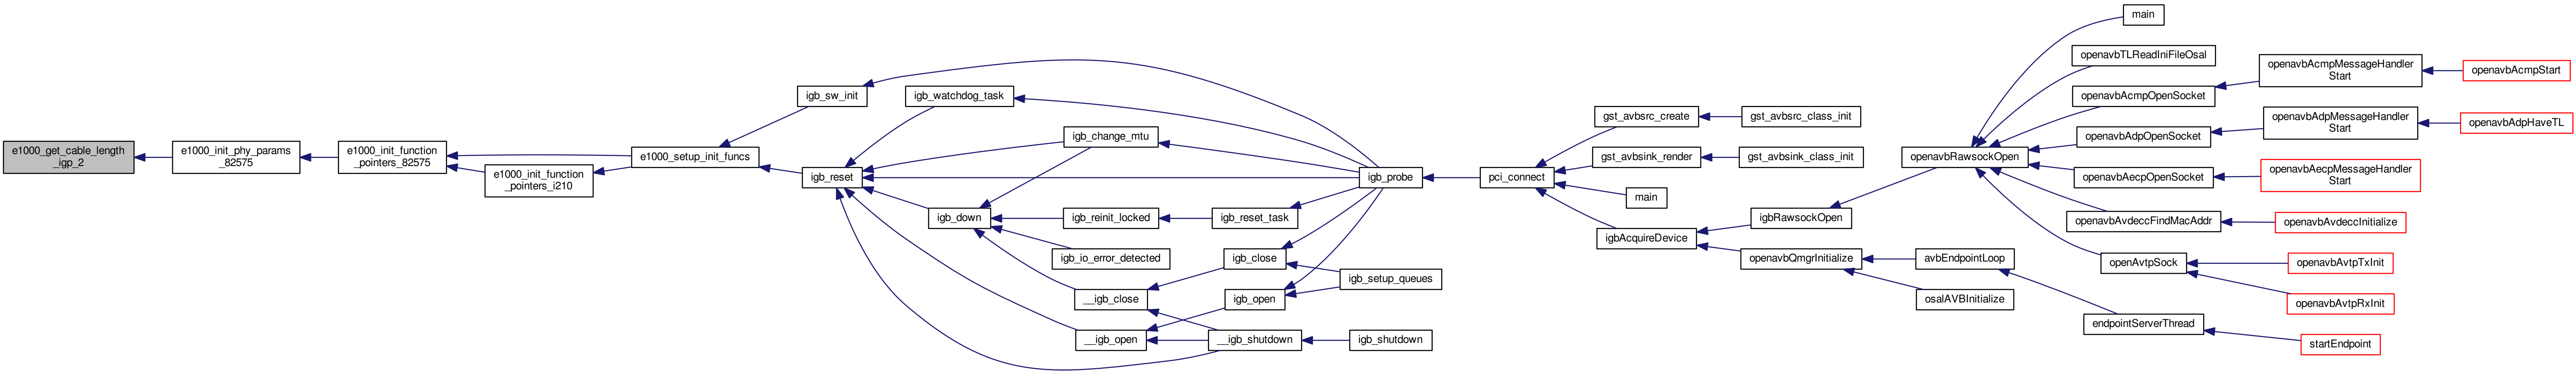 e1000_get_cable_length
_igp_2
e1000_init_phy_params
_82575
e1000_init_function
_pointers_82575
e1000_init_function
_pointers_i210
e1000_setup_init_funcs
igb_sw_init
igb_reset
igb_watchdog_task
igb_change_mtu
igb_down
igb_reinit_locked
igb_io_error_detected
__igb_close
__igb_open
igb_reset_task
igb_close
igb_open
__igb_shutdown
igb_probe
igb_setup_queues
igb_shutdown
pci_connect
gst_avbsrc_create
gst_avbsink_render
main
igbAcquireDevice
gst_avbsrc_class_init
gst_avbsink_class_init
igbRawsockOpen
openavbQmgrInitialize
openavbRawsockOpen
avbEndpointLoop
osalAVBInitialize
main
openavbTLReadIniFileOsal
openavbAcmpOpenSocket
openavbAdpOpenSocket
openavbAecpOpenSocket
openavbAvdeccFindMacAddr
openAvtpSock
endpointServerThread
openavbAcmpMessageHandler
Start
openavbAdpMessageHandler
Start
openavbAecpMessageHandler
Start
openavbAvdeccInitialize
openavbAvtpTxInit
openavbAvtpRxInit
startEndpoint
openavbAcmpStart
openavbAdpHaveTL